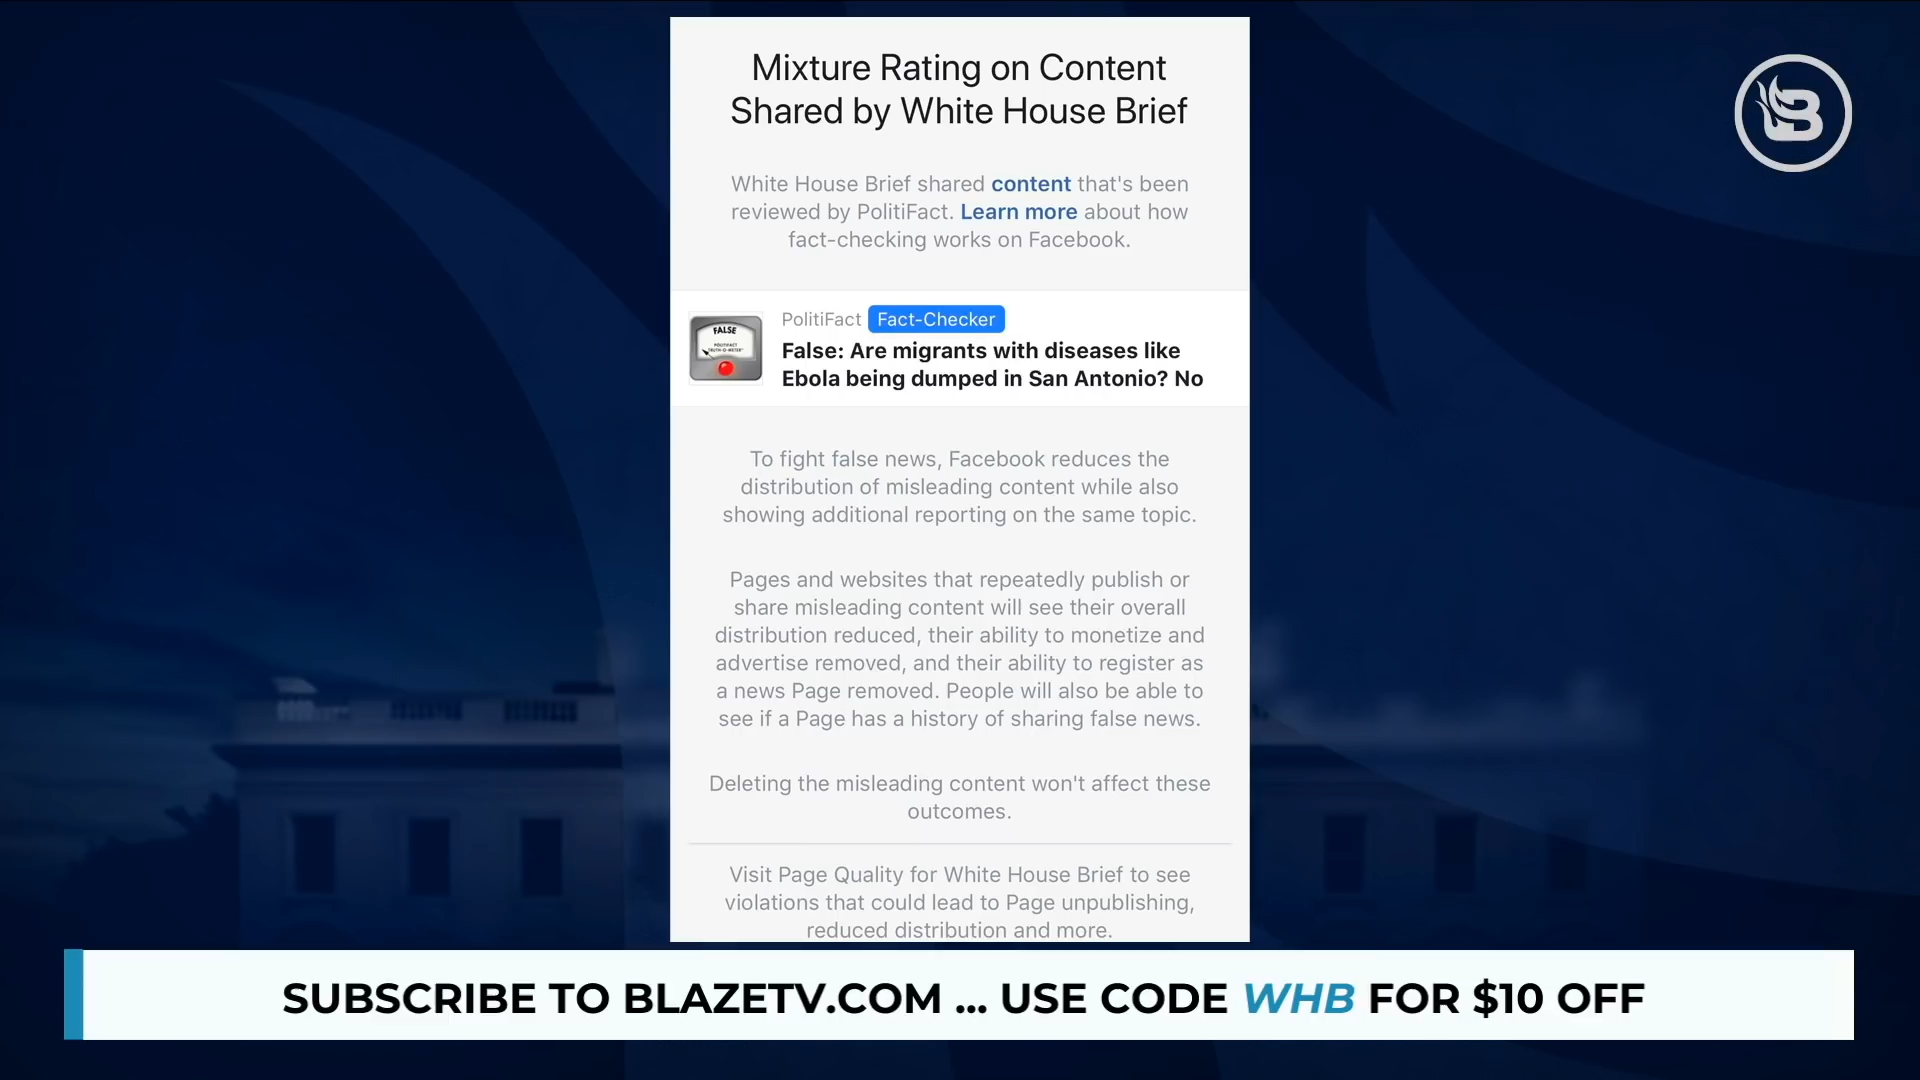 Mixture Rating on Content
Shared by White House Brief
White House Brief shared content that's been
reviewed by PolitiFact. Learn more about how
fact-checking works on Facebook.
FALSE
POLITIFACT
TRUTH-O-METER™
PolitiFact Fact-Checker
False: Are migrants with diseases like
Ebola being dumped in San Antonio? No
To fight false news, Facebook reduces the
distribution of misleading content while also
showing additional reporting on the same topic.
Pages and websites that repeatedly publish or
share misleading content will see their overall
distribution reduced, their ability to monetize and
advertise removed, and their ability to register as
a news Page removed. People will also be able to
see if a Page has a history of sharing false news.
Deleting the misleading content won't affect these
outcomes.
Visit Page Quality for White House Brief to see
violations that could lead to Page unpublishing,
reduced distribution and more.
B
SUBSCRIBE TO BLAZETV.COM ... USE CODE WHB FOR $10 OFF